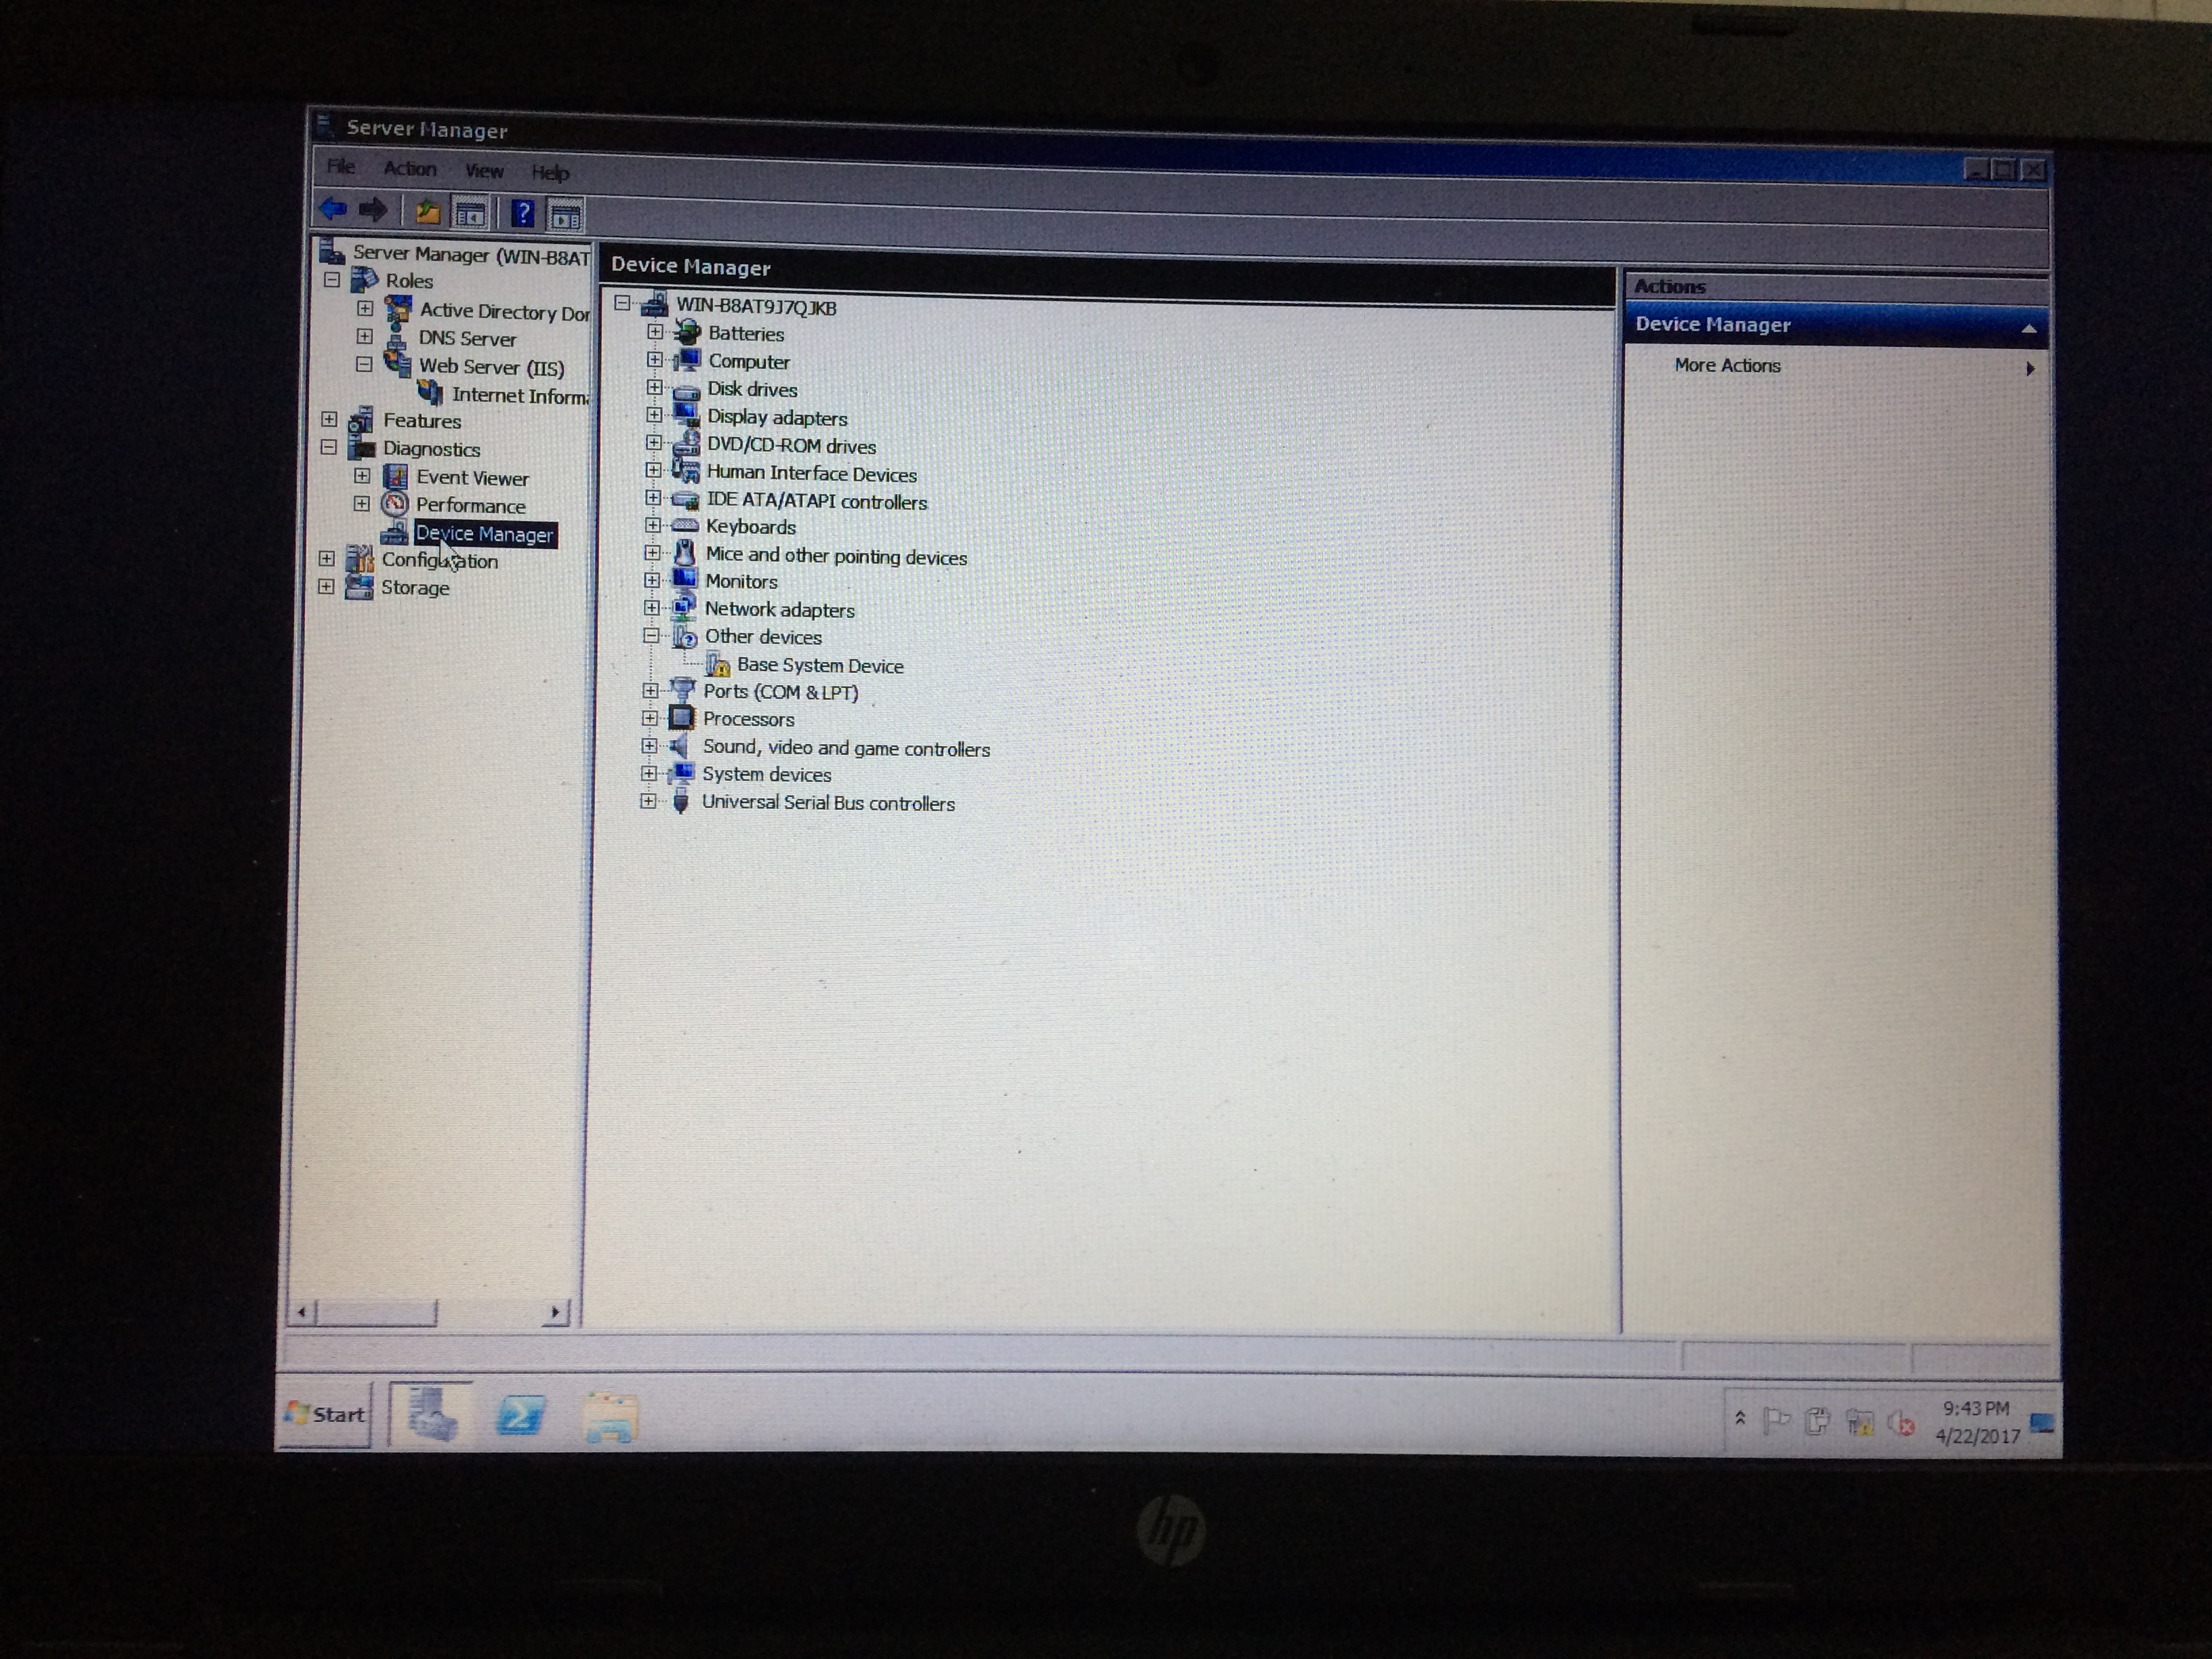 Server Manager
File Action View Help
Server Manager (WIN-B8AT
Roles
Active Directory Dor
DNS Server
Web Server (IIS)
Internet Informa
Features
Diagnostics
Event Viewer
Performance
Device Manager
Configuration
Storage
Device Manager
WIN-B8AT9J7QJKB
Batteries
Computer
Disk drives
Display adapters
DVD/CD-ROM drives
Human Interface Devices
IDE ATA/ATAPI controllers
Keyboards
Mice and other pointing devices
Monitors
Network adapters
Other devices
Base System Device
Ports (COM & LPT)
Processors
Sound, video and game controllers
System devices
Universal Serial Bus controllers
Actions
Device Manager
More Actions
Start
9:43 PM
4/22/2017
hp